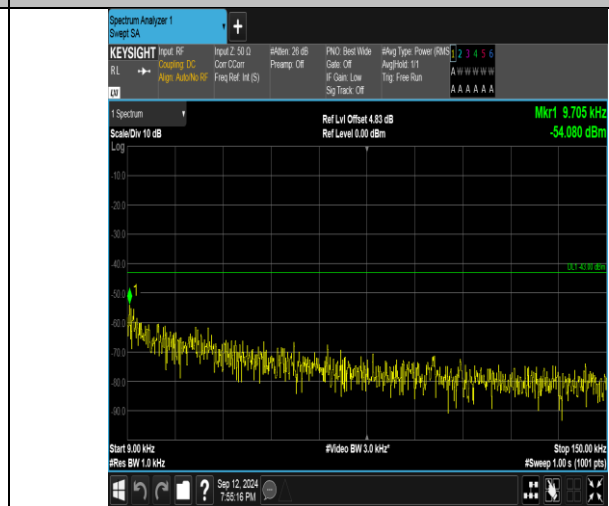 Spectrum Analyzer 1
Swept SA
+
KEYSIGHT Input: RF Input Z: 50 Ω #Atten: 26 dB PNO: Best Wide #Avg Type: Power (RMS 1 2 3 4 5 6
RL Coupling: DC Corr CCorr Preamp: Off Gate: Off Avg|Hold: 1/1 A W W W W W
Align: Auto/No RF Freq Ref: Int (S) IF Gain: Low Trig: Free Run
LXI Sig Track: Off A A A A A A
1 Spectrum Ref Lvl Offset 4.83 dB Mkr1 9.705 kHz
Scale/Div 10 dB Ref Level 0.00 dBm -54.080 dBm
Log
-10.0
-20.0
-30.0
-40.0
DL1 -43.00 dBm
-50.0 1
-60.0
-70.0
-80.0
-90.0
Start 9.00 kHz #Video BW 3.0 kHz* Stop 150.00 kHz
#Res BW 1.0 kHz #Sweep 1.00 s (1001 pts)
? Sep 12, 2024
7:55:16 PM